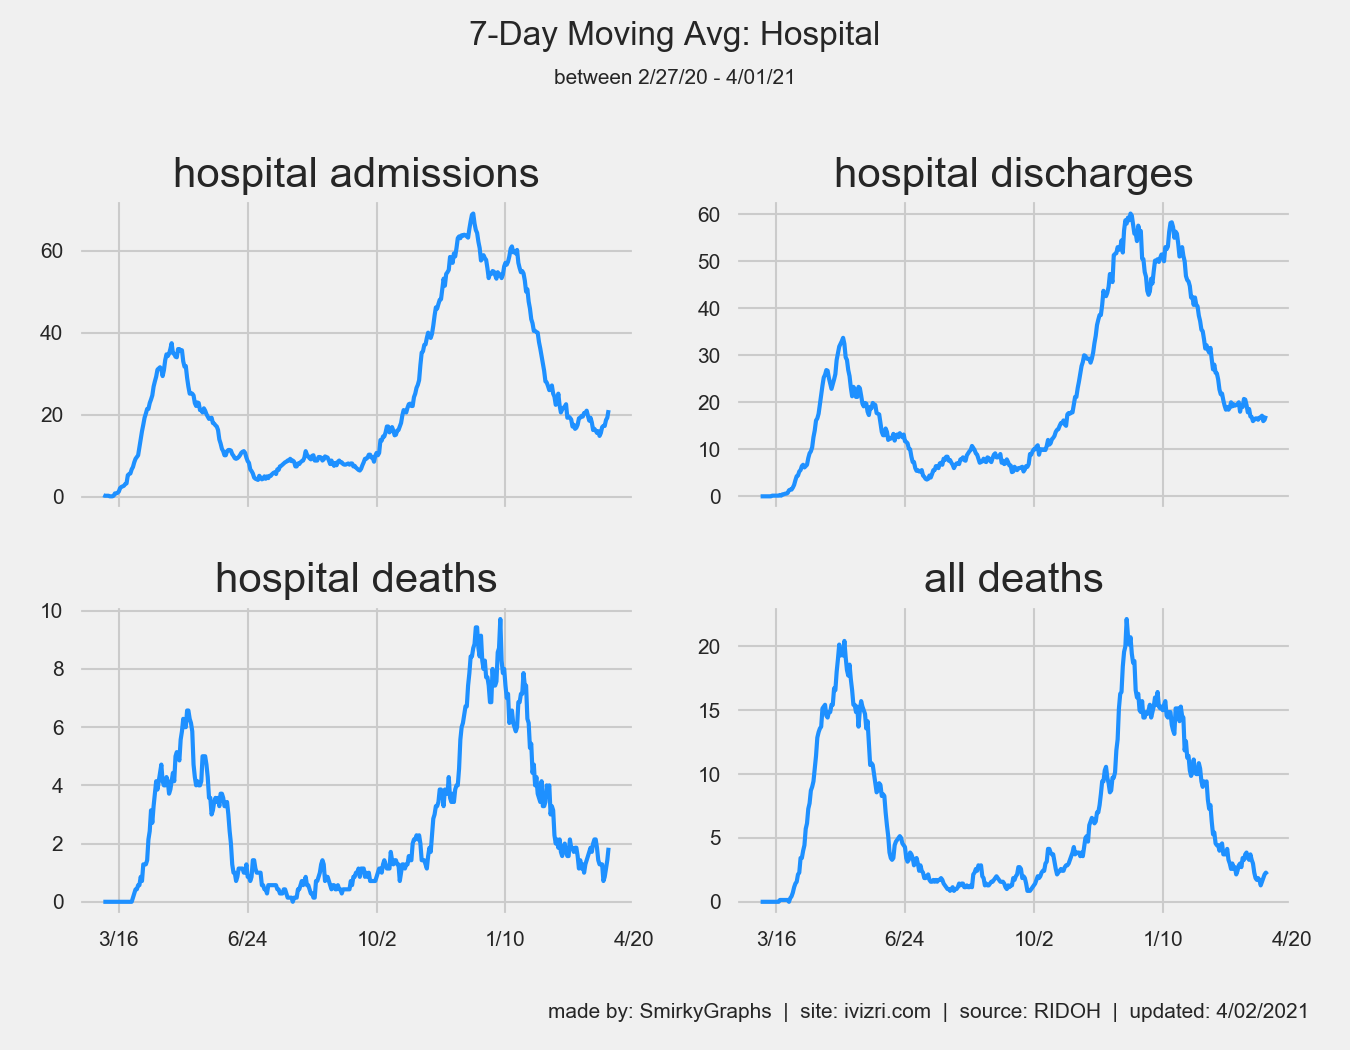 7-Day Moving Avg: Hospital
between 2/27/20 - 4/01/21
hospital admissions
60
40
20
0
hospital discharges
60
50
40
30
20
10
0
hospital deaths
10
8
6
4
2
0
3/16 6/24 10/2 1/10 4/20
all deaths
20
15
10
5
0
3/16 6/24 10/2 1/10 4/20
made by: SmirkyGraphs | site: ivizri.com | source: RIDOH | updated: 4/02/2021